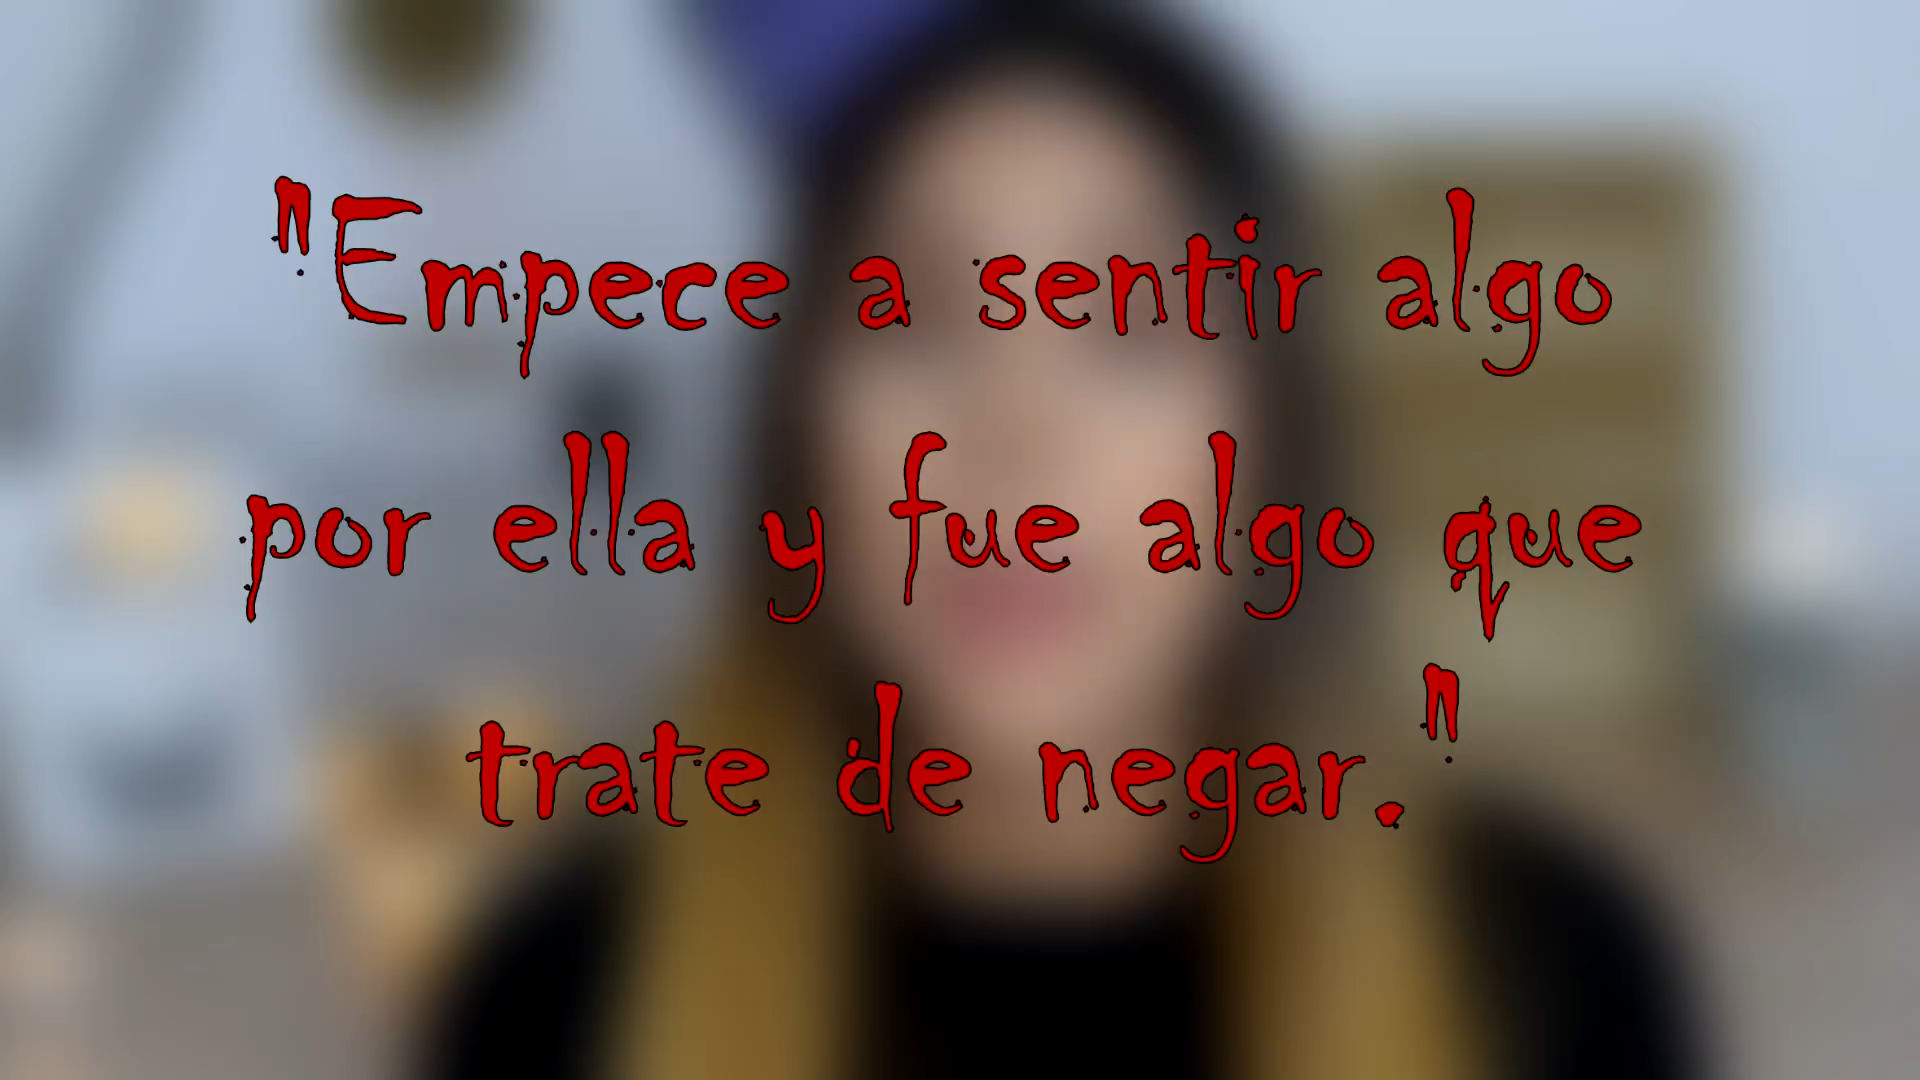 "Empece a sentir algo
por ella y fue algo que
trate de negar."